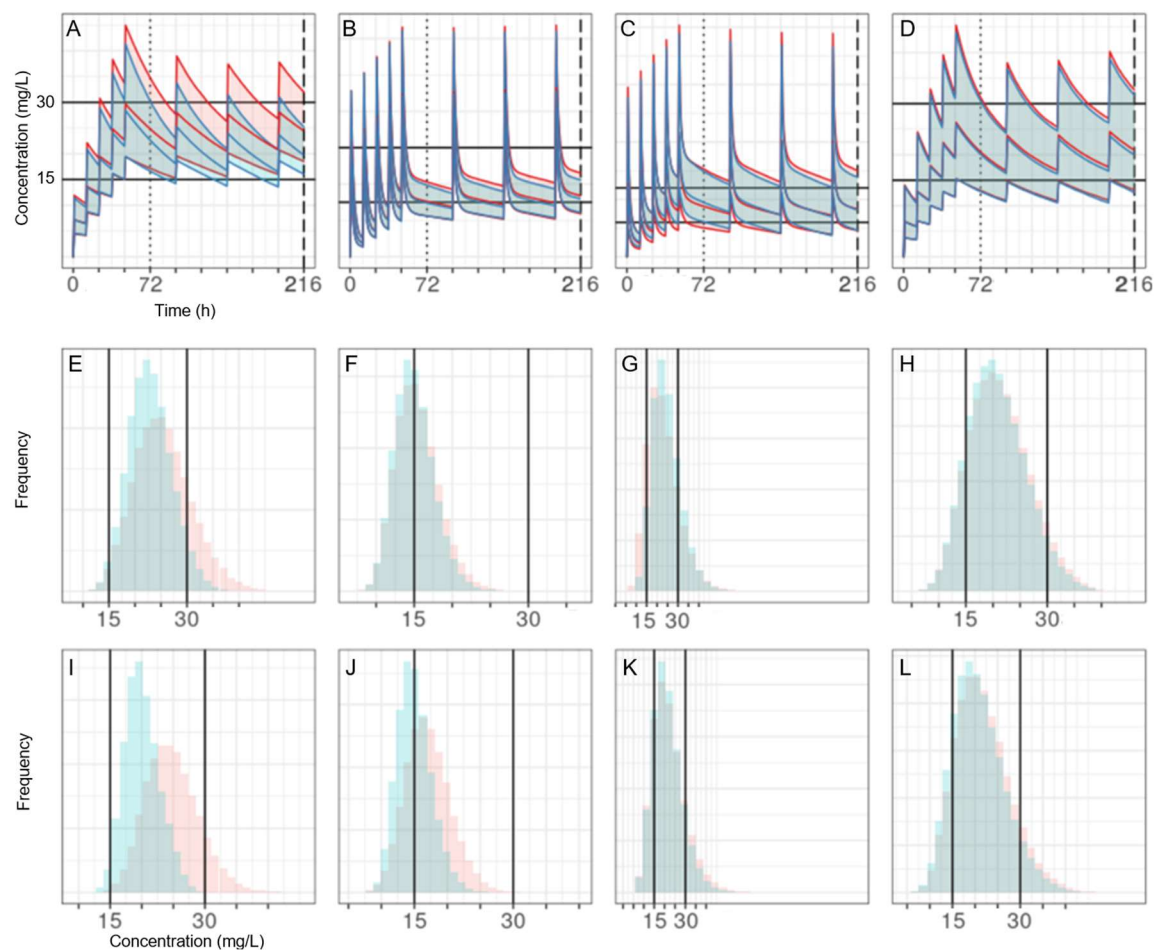 A
B
C
D
Concentration (mg/L)
30
15
0 72 216
0 72 216
0 72 216
0 72 216
Time (h)
E
F
G
H
Frequency
15 30
15 30
15 30
15 30
I
J
K
L
Frequency
15 30
15 30
15 30
15 30
Concentration (mg/L)